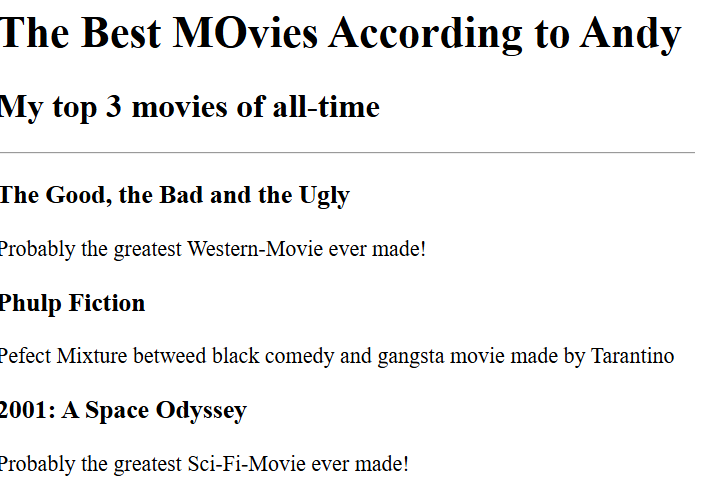 The Best MOvies According to Andy
My top 3 movies of all-time
The Good, the Bad and the Ugly
Probably the greatest Western-Movie ever made!
Phulp Fiction
Pefect Mixture betweed black comedy and gangsta movie made by Tarantino
2001: A Space Odyssey
Probably the greatest Sci-Fi-Movie ever made!